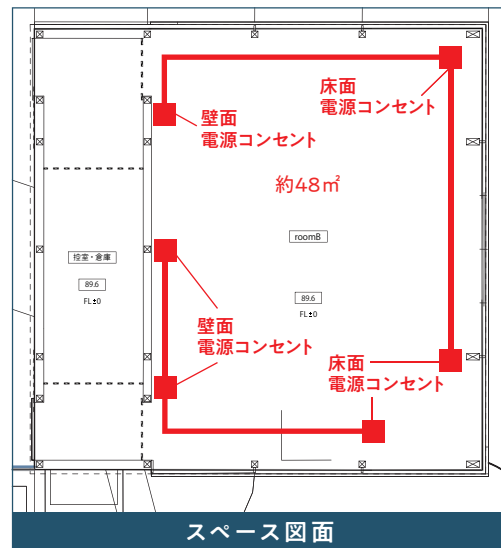 床面
電源コンセント
壁面
電源コンセント
約48㎡
roomB
控室・倉庫
89.6
FL±0
89.6
FL±0
壁面
電源コンセント
床面
電源コンセント
スペース図面